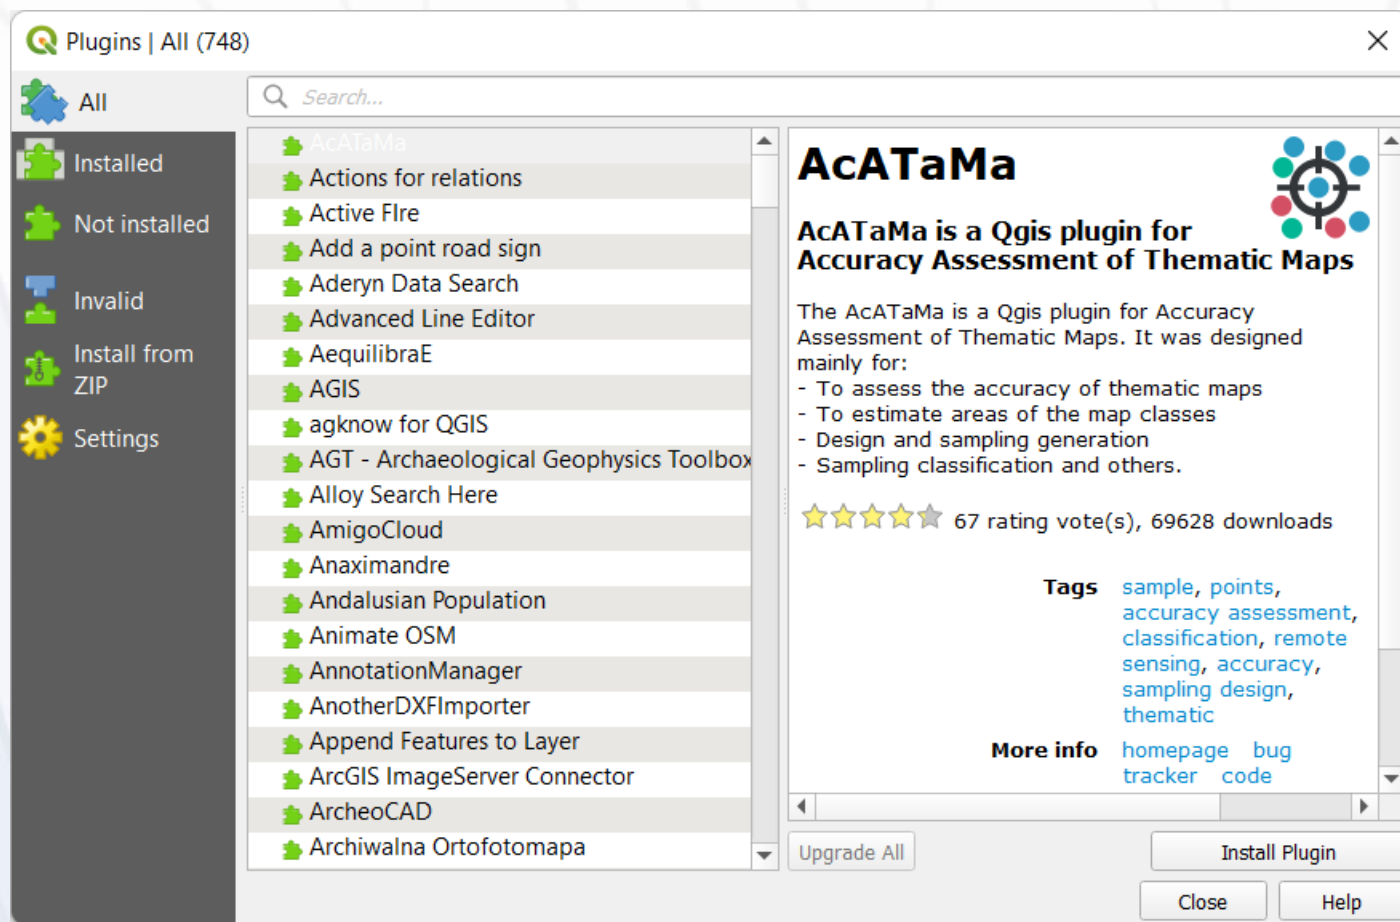 Plugins | All (748)
All
Installed
Not installed
Invalid
Install from
ZIP
Settings
Search...
AcATaMa
Actions for relations
Active FIre
Add a point road sign
Aderyn Data Search
Advanced Line Editor
AequilibraE
AGIS
agknow for QGIS
AGT - Archaeological Geophysics Toolbox
Alloy Search Here
AmigoCloud
Anaximandre
Andalusian Population
Animate OSM
AnnotationManager
AnotherDXFImporter
Append Features to Layer
ArcGIS ImageServer Connector
ArcheoCAD
Archiwalna Ortofotomapa
AcATaMa
AcATaMa is a Qgis plugin for
Accuracy Assessment of Thematic Maps
The AcATaMa is a Qgis plugin for Accuracy
Assessment of Thematic Maps. It was designed
mainly for:
- To assess the accuracy of thematic maps
- To estimate areas of the map classes
- Design and sampling generation
- Sampling classification and others.
67 rating vote(s), 69628 downloads
Tags sample, points,
accuracy assessment,
classification, remote
sensing, accuracy,
sampling design,
thematic
More info homepage bug
tracker code
Upgrade All
Install Plugin
Close
Help